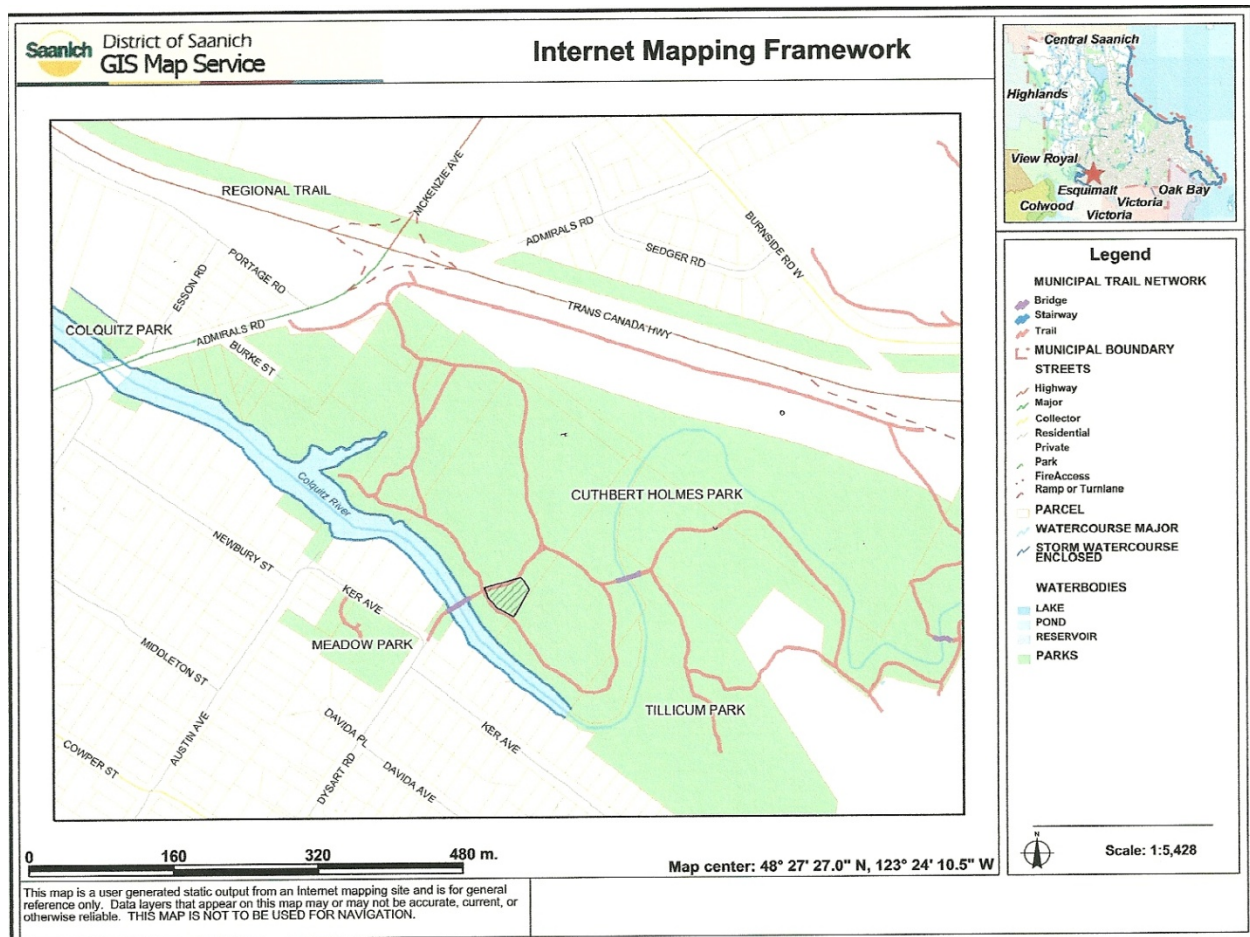 Saanich
District of Saanich
GIS Map Service
Internet Mapping Framework
Central Saanich
Highlands
View Royal
Esquimalt
Oak Bay
Colwood
Victoria
Victoria
REGIONAL TRAIL
MCKENZIE AVE
ADMIRALS RD
SEDGER RD
BURNSIDE RD W
ESSON RD
PORTAGE RD
TRANS CANADA HWY
COLQUITZ PARK
ADMIRALS RD
BURKE ST
Colquitz River
CUTHBERT HOLMES PARK
NEWBURY ST
KER AVE
MEADOW PARK
MIDDLETON ST
TILLICUM PARK
AUSTIN AVE
DAVIDA PL
KER AVE
COWPER ST
DYSART RD
DAVIDA AVE
Legend
MUNICIPAL TRAIL NETWORK
Bridge
Stairway
Trail
MUNICIPAL BOUNDARY
STREETS
Highway
Major
Collector
Residential
Private
Park
FireAccess
Ramp or Turnlane
PARCEL
WATERCOURSE MAJOR
STORM WATERCOURSE
ENCLOSED
WATERBODIES
LAKE
POND
RESERVOIR
PARKS
N
Scale: 1:5,428
0 160 320 480 m.
Map center: 48° 27' 27.0" N, 123° 24' 10.5" W
This map is a user generated static output from an Internet mapping site and is for general
reference only. Data layers that appear on this map may or may not be accurate, current, or
otherwise reliable. THIS MAP IS NOT TO BE USED FOR NAVIGATION.